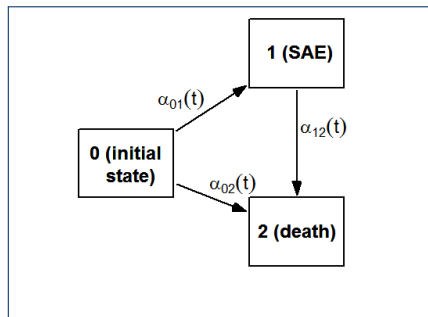 1 (SAE)
α01(t)
α12(t)
0 (initial
state)
α02(t)
2 (death)